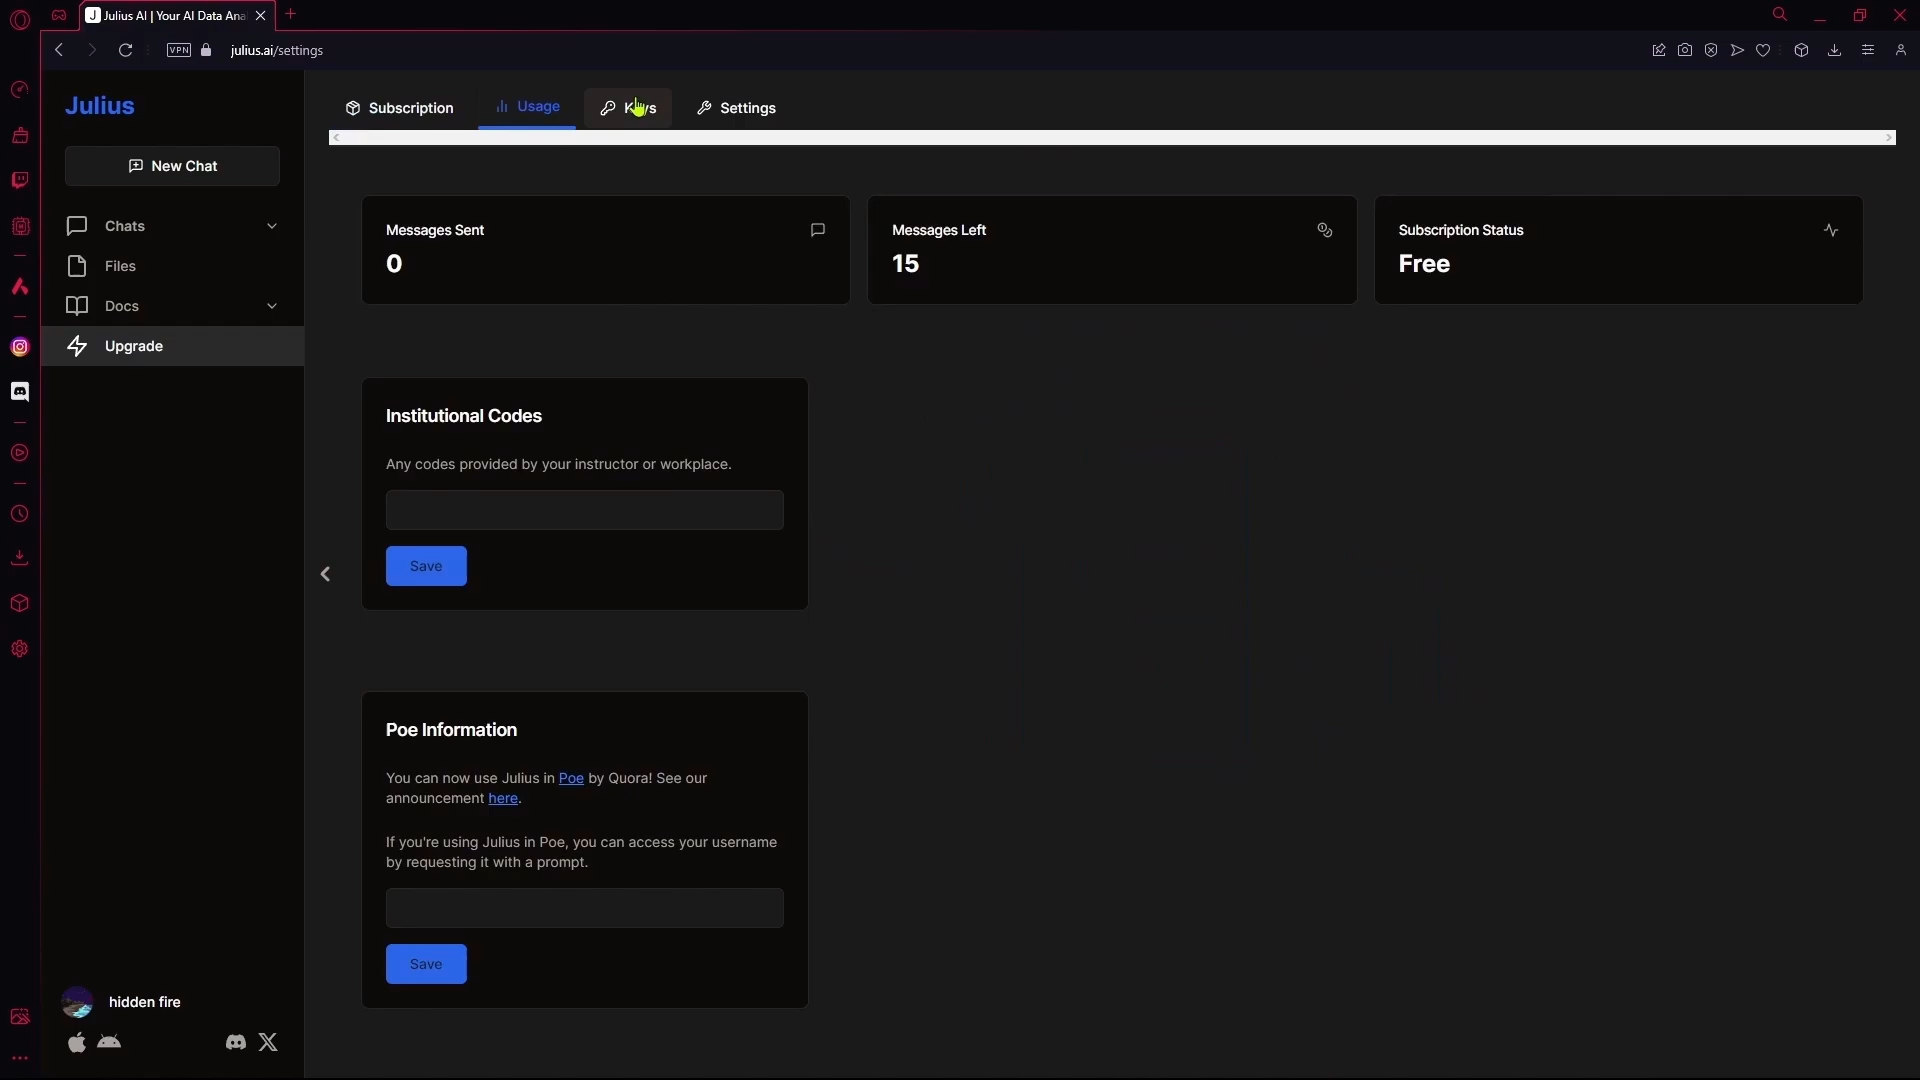 Julius AI | Your AI Data Ana
VPN
julius.ai/settings
Julius
Subscription
Usage
Keys
Settings
New Chat
Chats
Files
Docs
Upgrade
Messages Sent
0
Messages Left
15
Subscription Status
Free
Institutional Codes
Any codes provided by your instructor or workplace.
Save
Poe Information
You can now use Julius in Poe by Quora! See our
announcement here.
If you're using Julius in Poe, you can access your username
by requesting it with a prompt.
Save
hidden fire